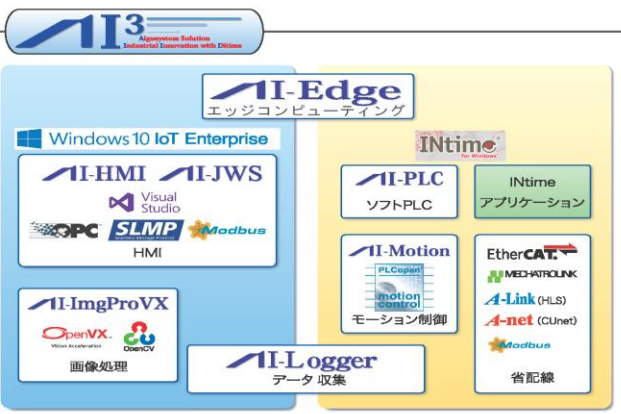 AI3
Algosystem Solution
Industrial Innovation with INtime
AI-Edge
エッジコンピューティング
Windows 10 IoT Enterprise
INtime
for Windows
AI-HMI AI-JWS
Visual
Studio
OPC SLMP Modbus
HMI
AI-PLC
ソフトPLC
INtime
アプリケーション
AI-Motion
PLCopen
motion
control
モーション制御
EtherCAT
MECHATROLINK
A-Link (HLS)
A-net (CUnet)
Modbus
省配線
AI-ImgProVX
OpenVX
OpenCV
画像処理
AI-Logger
データ 収集